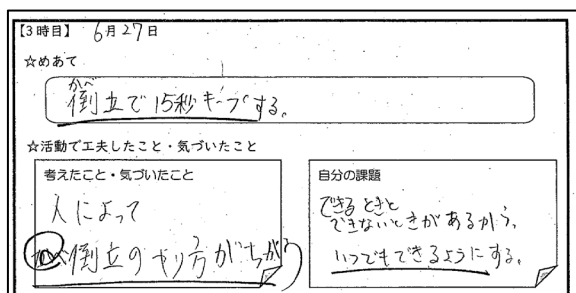 【3時目】 6月27日
☆めあて
かべ
倒立で15秒キープする。
☆活動で工夫したこと・気づいたこと
考えたこと・気づいたこと
人によって
かべ倒立のやり方がちがう
自分の課題
できるときと
できないときがあるから、
いつでもできるようにする。